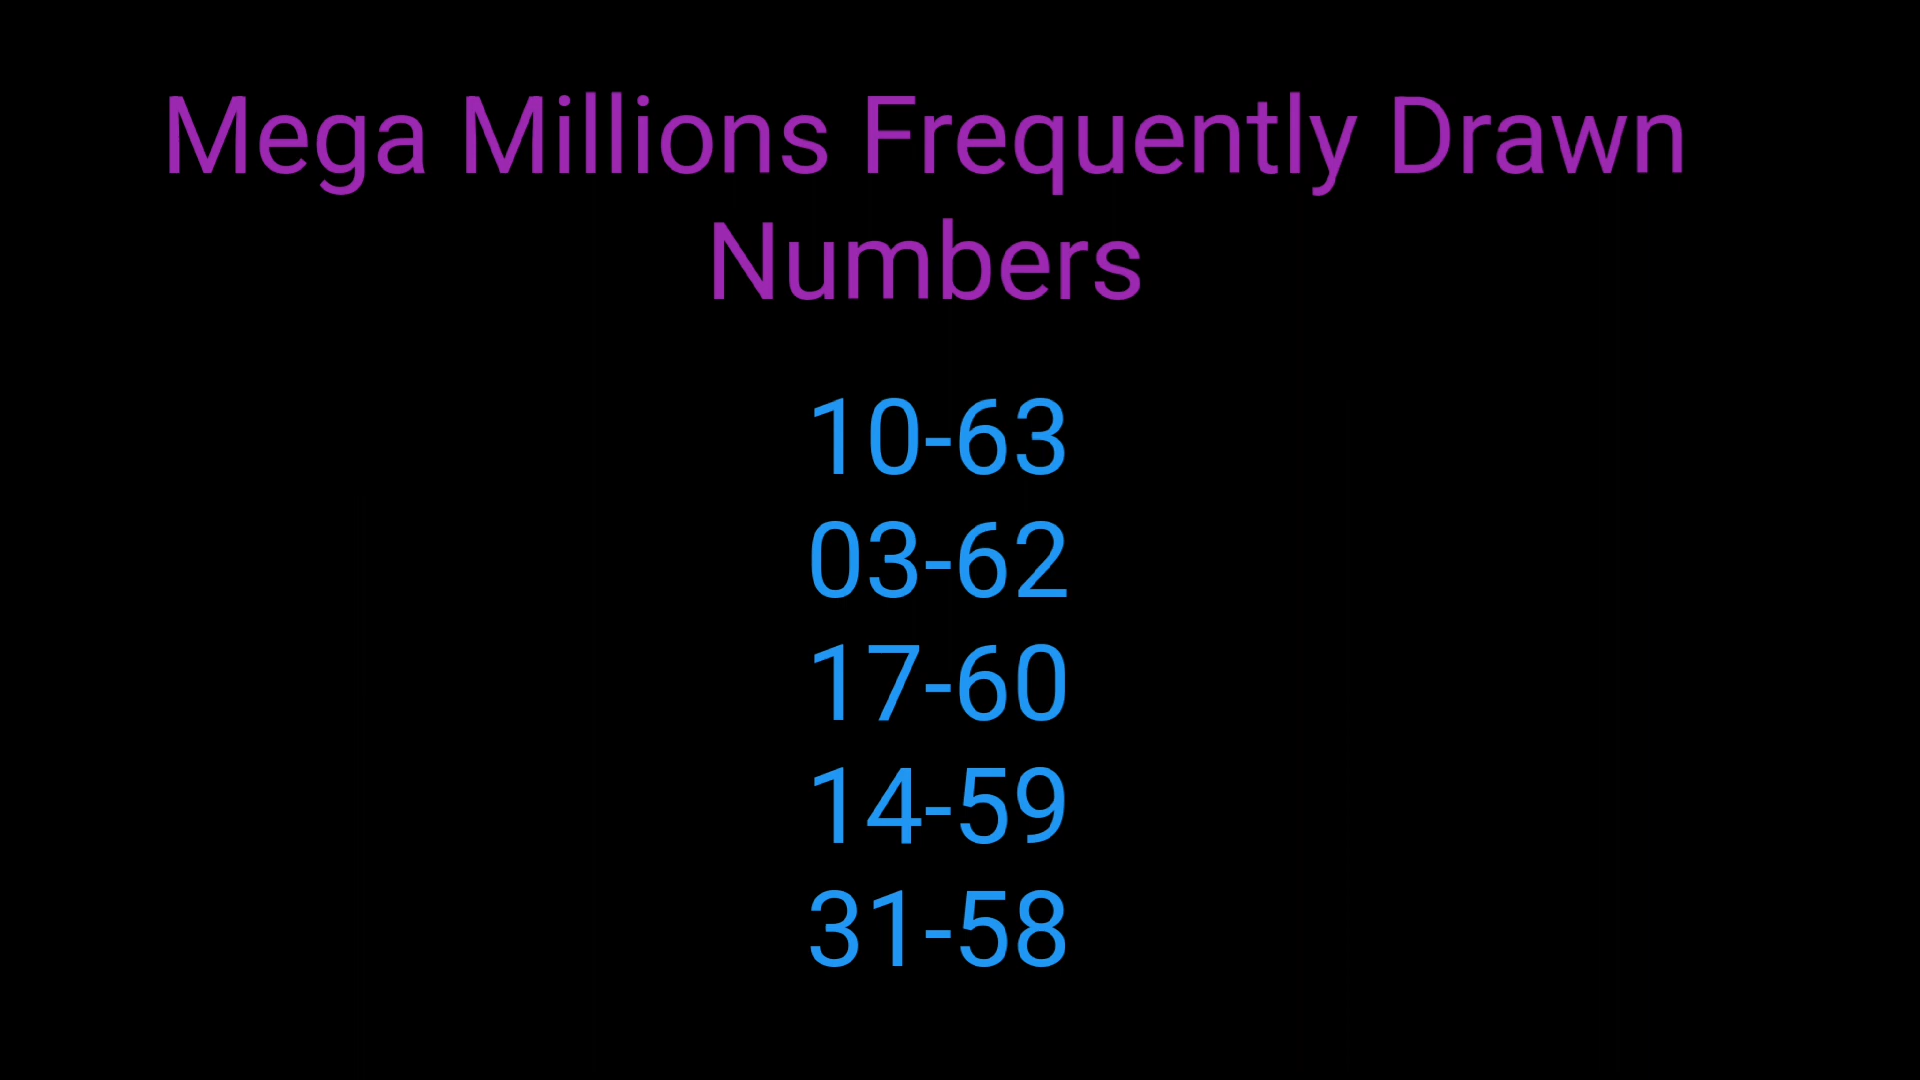 Mega Millions Frequently Drawn
Numbers
10-63
03-62
17-60
14-59
31-58